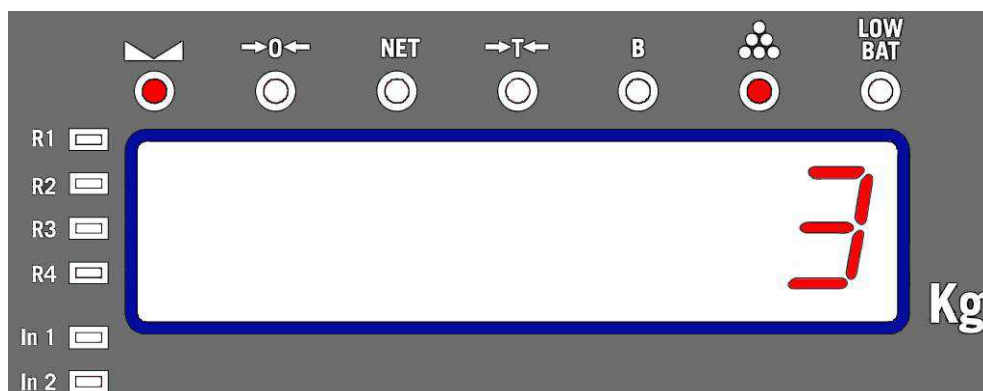 →0← NET →T← B LOW BAT
R1
R2
R3
R4
3
Kg
In 1
In 2